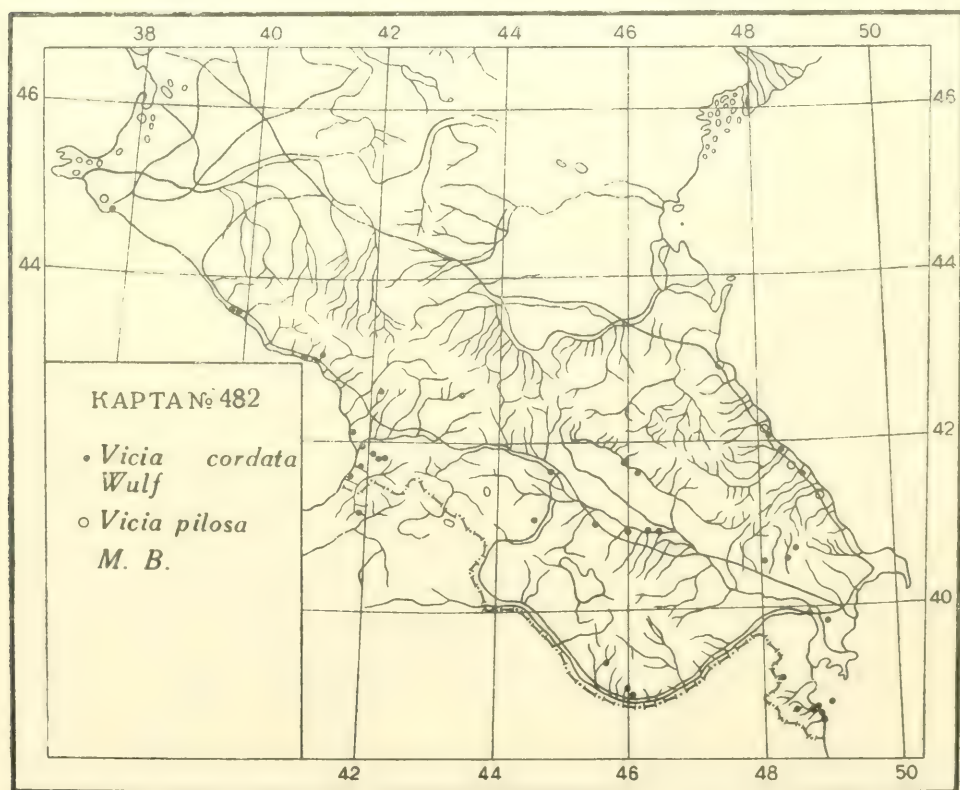 38 40 42 44 46 48 50
46 46
44 44
КАРТА № 482
• Vicia cordata
Wulf
○ Vicia pilosa
M. B.
42 42
40 40
42 44 46 48 50